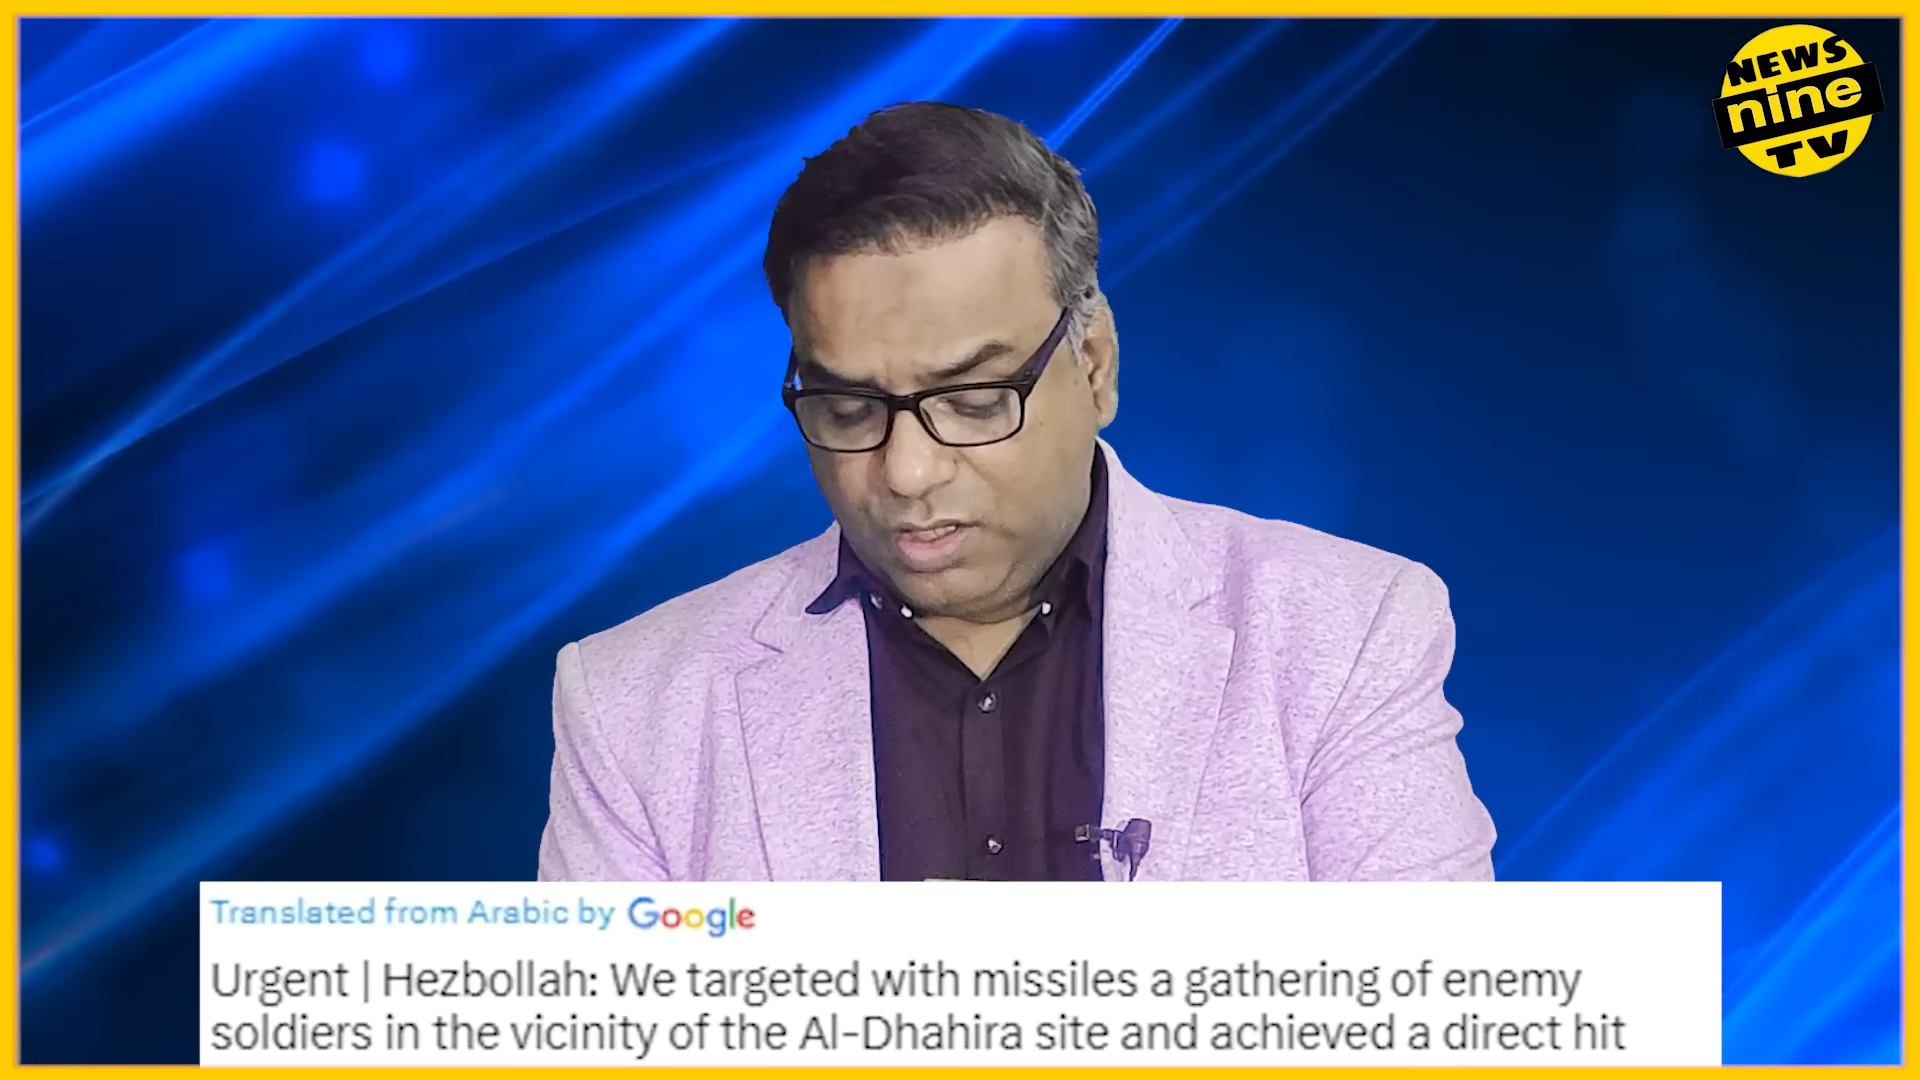 NEWS
nine
TV
Translated from Arabic by Google
Urgent | Hezbollah: We targeted with missiles a gathering of enemy
soldiers in the vicinity of the Al-Dhahira site and achieved a direct hit